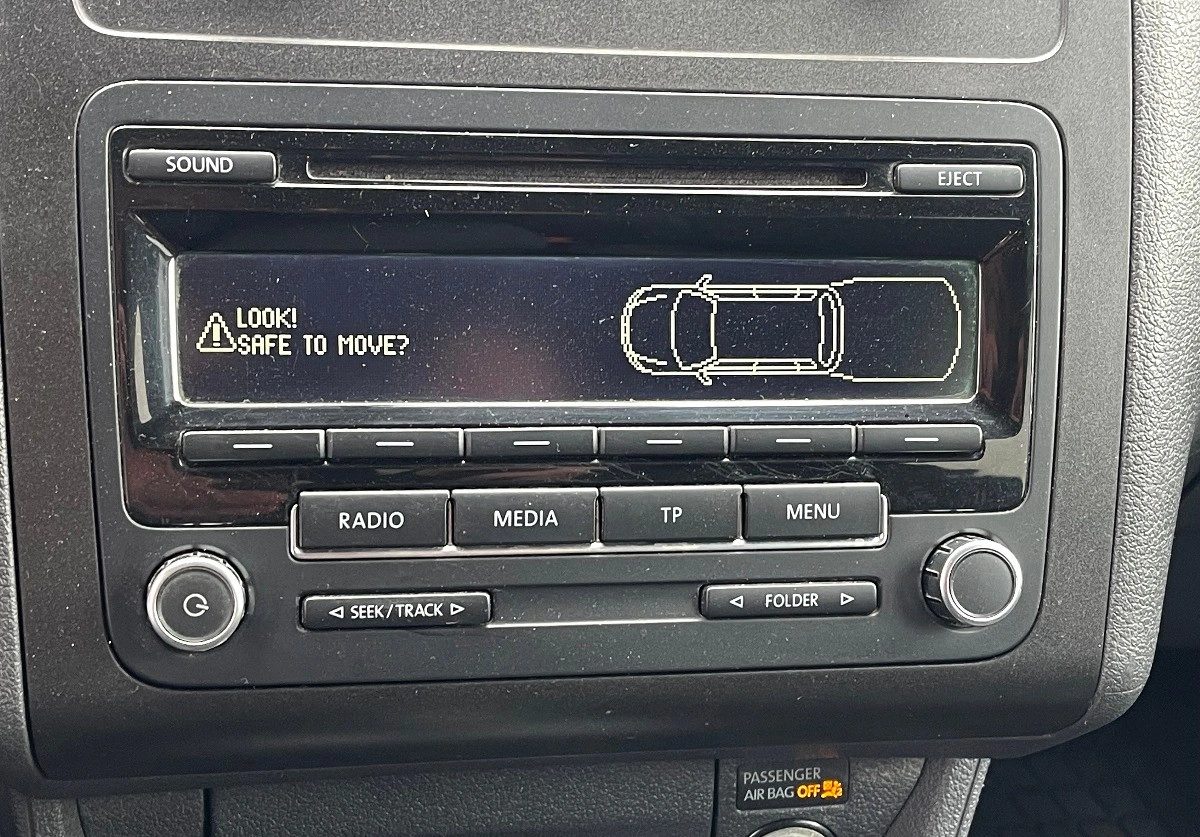 SOUND
EJECT
LOOK!
SAFE TO MOVE?
RADIO MEDIA TP MENU
SEEK/TRACK FOLDER
PASSENGER
AIR BAG OFF